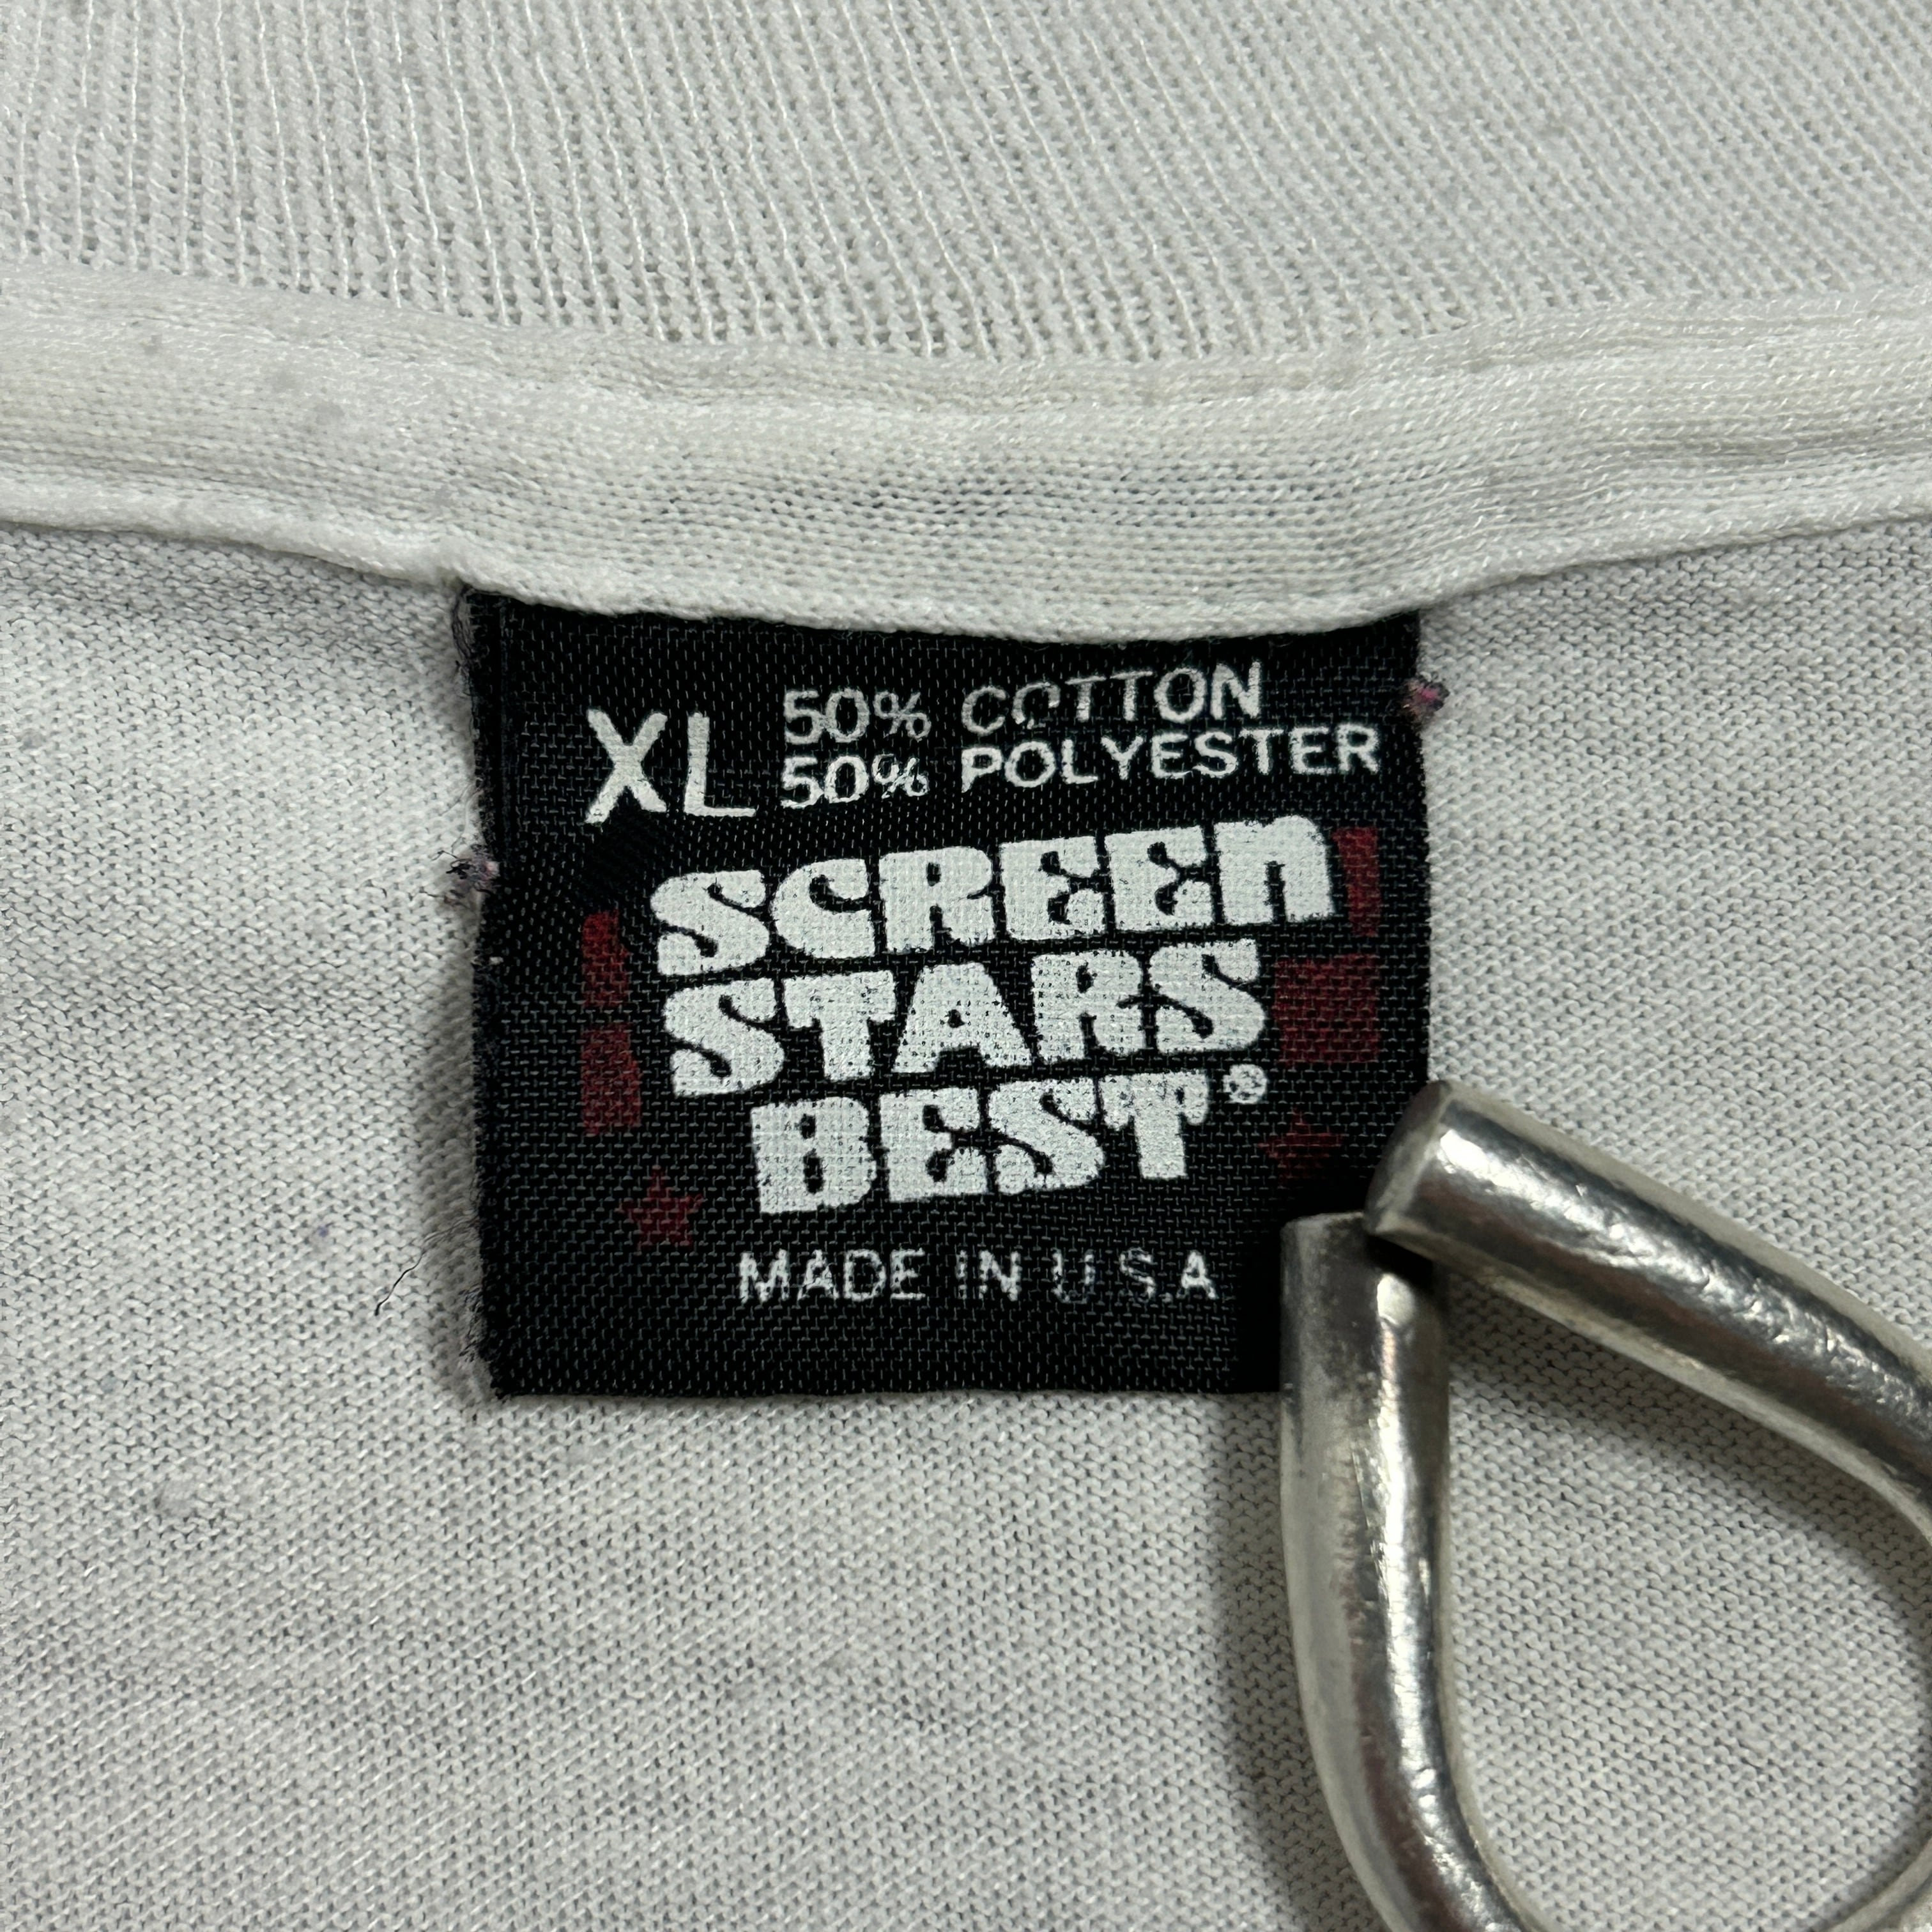 XL 50% COTTON
50% POLYESTER
SCREEN
STARS
BEST®
MADE IN U.S.A